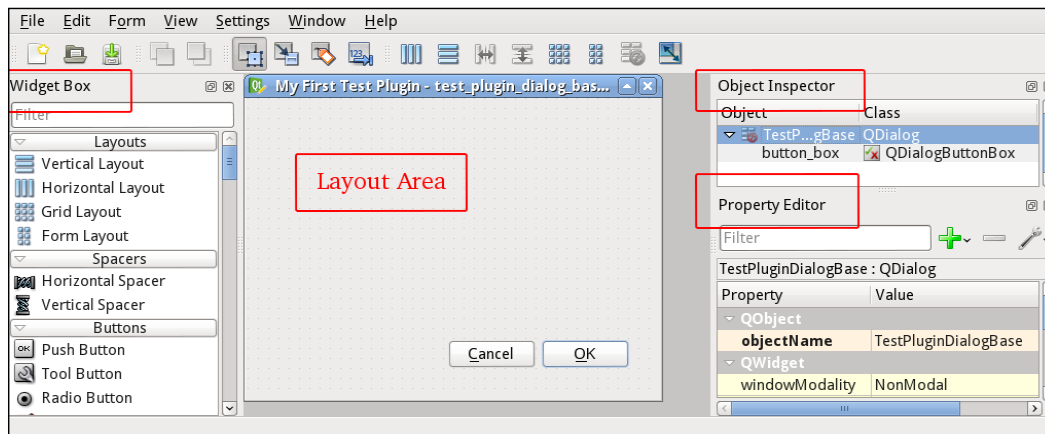 File Edit Form View Settings Window Help
123
Widget Box
Filter
Layouts
Vertical Layout
Horizontal Layout
Grid Layout
Form Layout
Spacers
Horizontal Spacer
Vertical Spacer
Buttons
OK Push Button
Tool Button
Radio Button
My First Test Plugin - test_plugin_dialog_bas...
Layout Area
Cancel OK
Object Inspector
Object Class
TestP...gBase QDialog
button_box QDialogButtonBox
Property Editor
Filter
TestPluginDialogBase : QDialog
Property Value
QObject
objectName TestPluginDialogBase
QWidget
windowModality NonModal